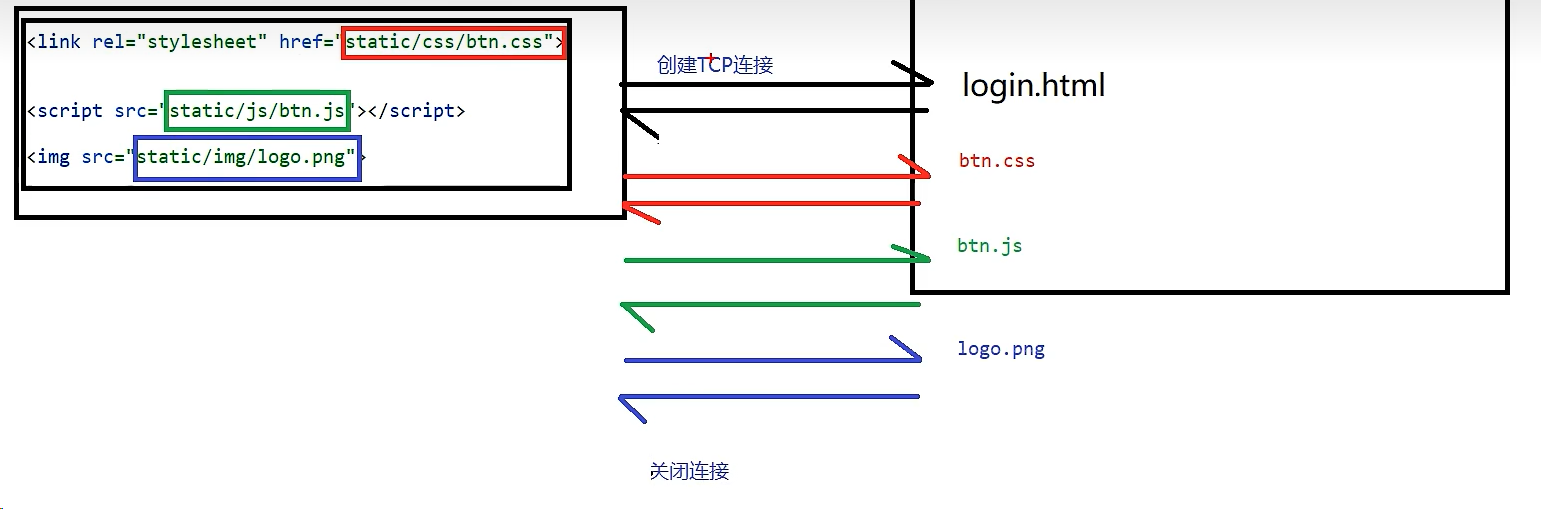 <link rel="stylesheet" href="static/css/btn.css">
<script src="static/js/btn.js"></script>
<img src="static/img/logo.png">
创建TCP连接
login.html
btn.css
btn.js
logo.png
关闭连接